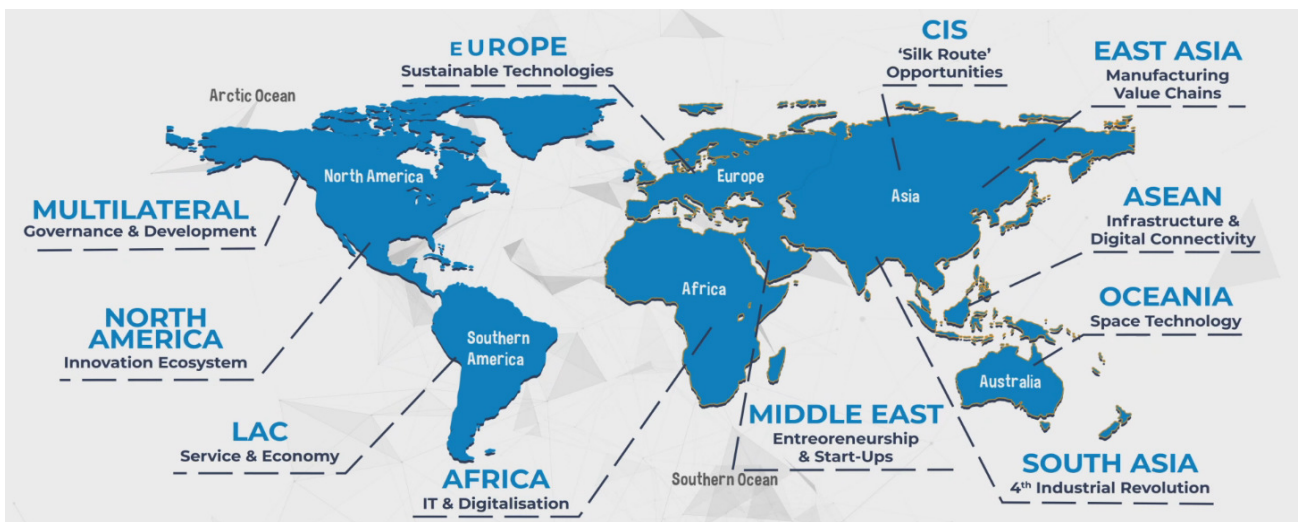 EUROPE
Sustainable Technologies
CIS
‘Silk Route’
Opportunities
EAST ASIA
Manufacturing
Value Chains
Arctic Ocean
North America
Europe
Asia
MULTILATERAL
Governance & Development
ASEAN
Infrastructure &
Digital Connectivity
Africa
NORTH
AMERICA
Innovation Ecosystem
OCEANIA
Space Technology
Southern
America
Australia
LAC
Service & Economy
MIDDLE EAST
Entreoreneurship
& Start-Ups
AFRICA
IT & Digitalisation
Southern Ocean
SOUTH ASIA
4th Industrial Revolution